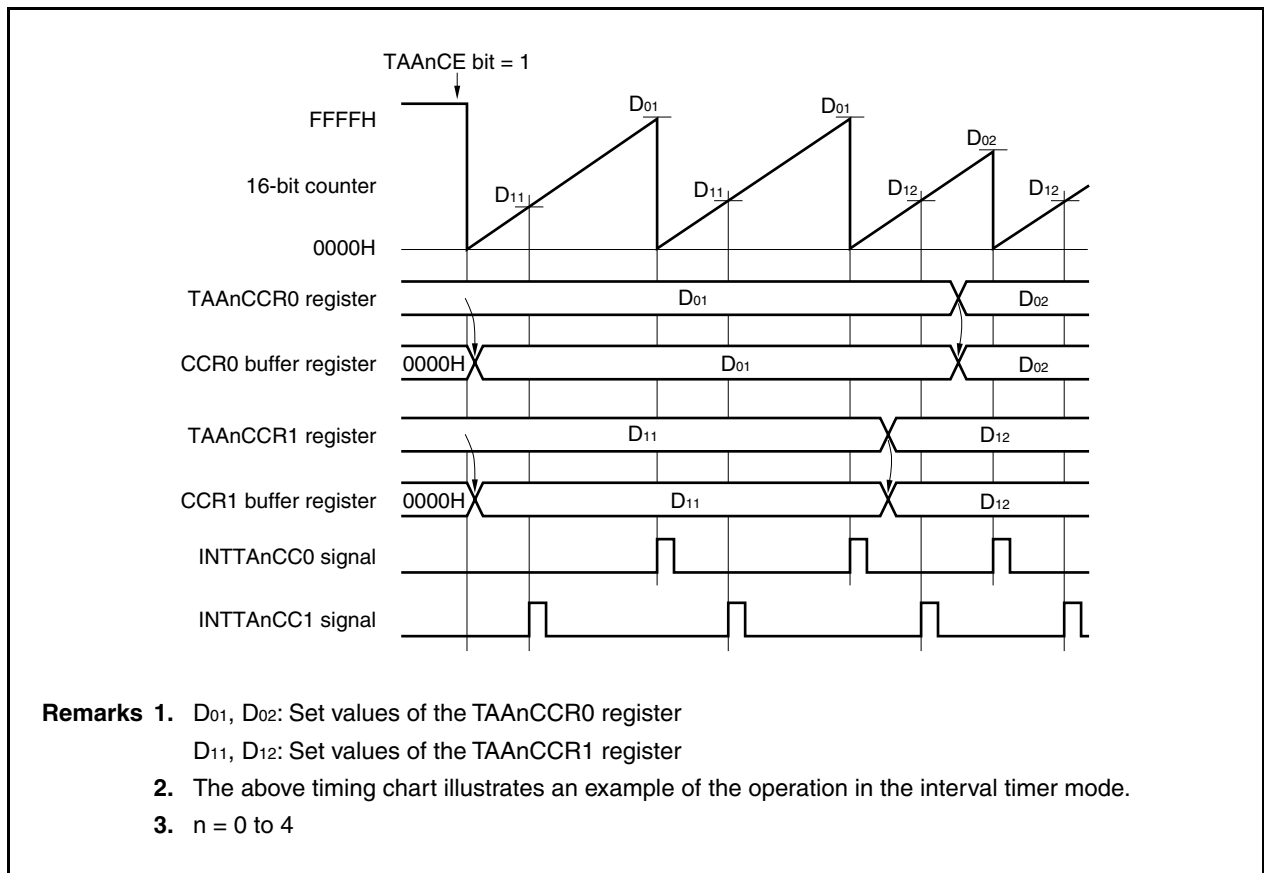 TAAnCE bit = 1
FFFFH
D01
D01
D02
16-bit counter
D11
D11
D12
D12
0000H
TAAnCCR0 register
D01
D02
CCR0 buffer register
0000H
D01
D02
TAAnCCR1 register
D11
D12
CCR1 buffer register
0000H
D11
D12
INTTAnCC0 signal
INTTAnCC1 signal
Remarks 1. D01, D02: Set values of the TAAnCCR0 register
D11, D12: Set values of the TAAnCCR1 register
2. The above timing chart illustrates an example of the operation in the interval timer mode.
3. n = 0 to 4